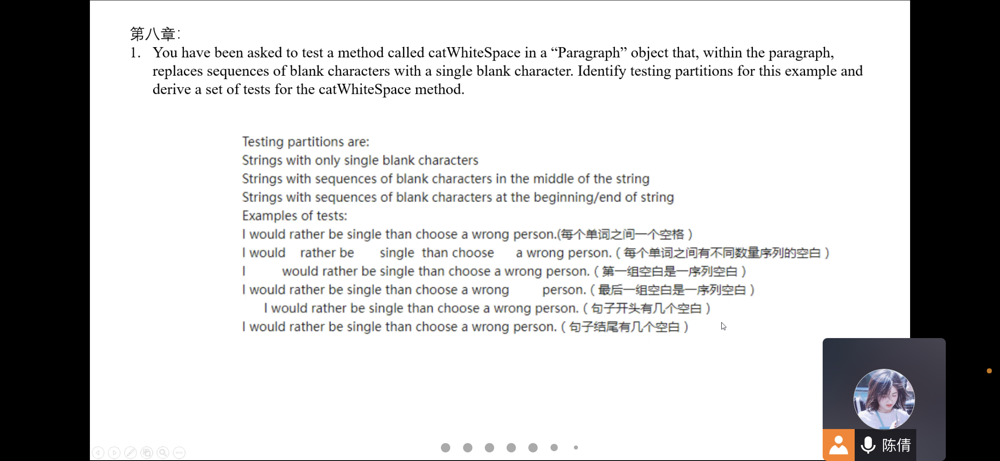 第八章：
1. You have been asked to test a method called catWhiteSpace in a “Paragraph” object that, within the paragraph,
replaces sequences of blank characters with a single blank character. Identify testing partitions for this example and
derive a set of tests for the catWhiteSpace method.
Testing partitions are:
Strings with only single blank characters
Strings with sequences of blank characters in the middle of the string
Strings with sequences of blank characters at the beginning/end of string
Examples of tests:
I would rather be single than choose a wrong person.(每个单词之间一个空格）
I would    rather be       single  than choose      a wrong person.（每个单词之间有不同数量序列的空白）
I          would rather be single than choose a wrong person.（第一组空白是一序列空白）
I would rather be single than choose a wrong         person.（最后一组空白是一序列空白）
      I would rather be single than choose a wrong person.（句子开头有几个空白）
I would rather be single than choose a wrong person.（句子结尾有几个空白）
陈倩